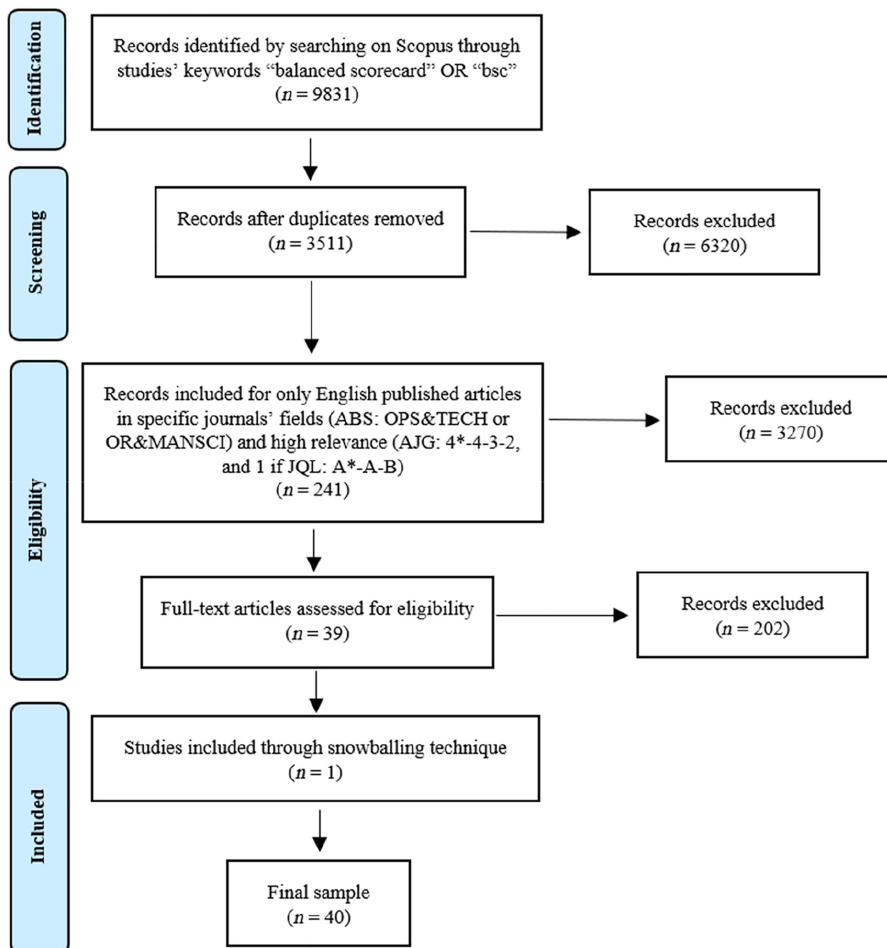 Identification
Records identified by searching on Scopus through
studies' keywords “balanced scorecard” OR “bsc”
(n = 9831)
Screening
Records after duplicates removed
(n = 3511)
Records excluded
(n = 6320)
Eligibility
Records included for only English published articles
in specific journals' fields (ABS: OPS&TECH or
OR&MANSCI) and high relevance (AJG: 4*-4-3-2,
and 1 if JQL: A*-A-B)
(n = 241)
Records excluded
(n = 3270)
Full-text articles assessed for eligibility
(n = 39)
Records excluded
(n = 202)
Included
Studies included through snowballing technique
(n = 1)
Final sample
(n = 40)